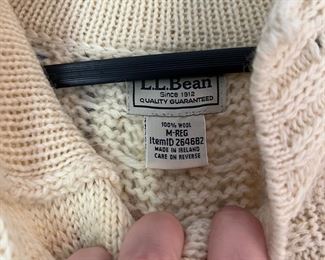 L.L.Bean
Since 1912
QUALITY GUARANTEED
100% WOOL
M-REG
ItemID 264682
MADE IN IRELAND
CARE ON REVERSE